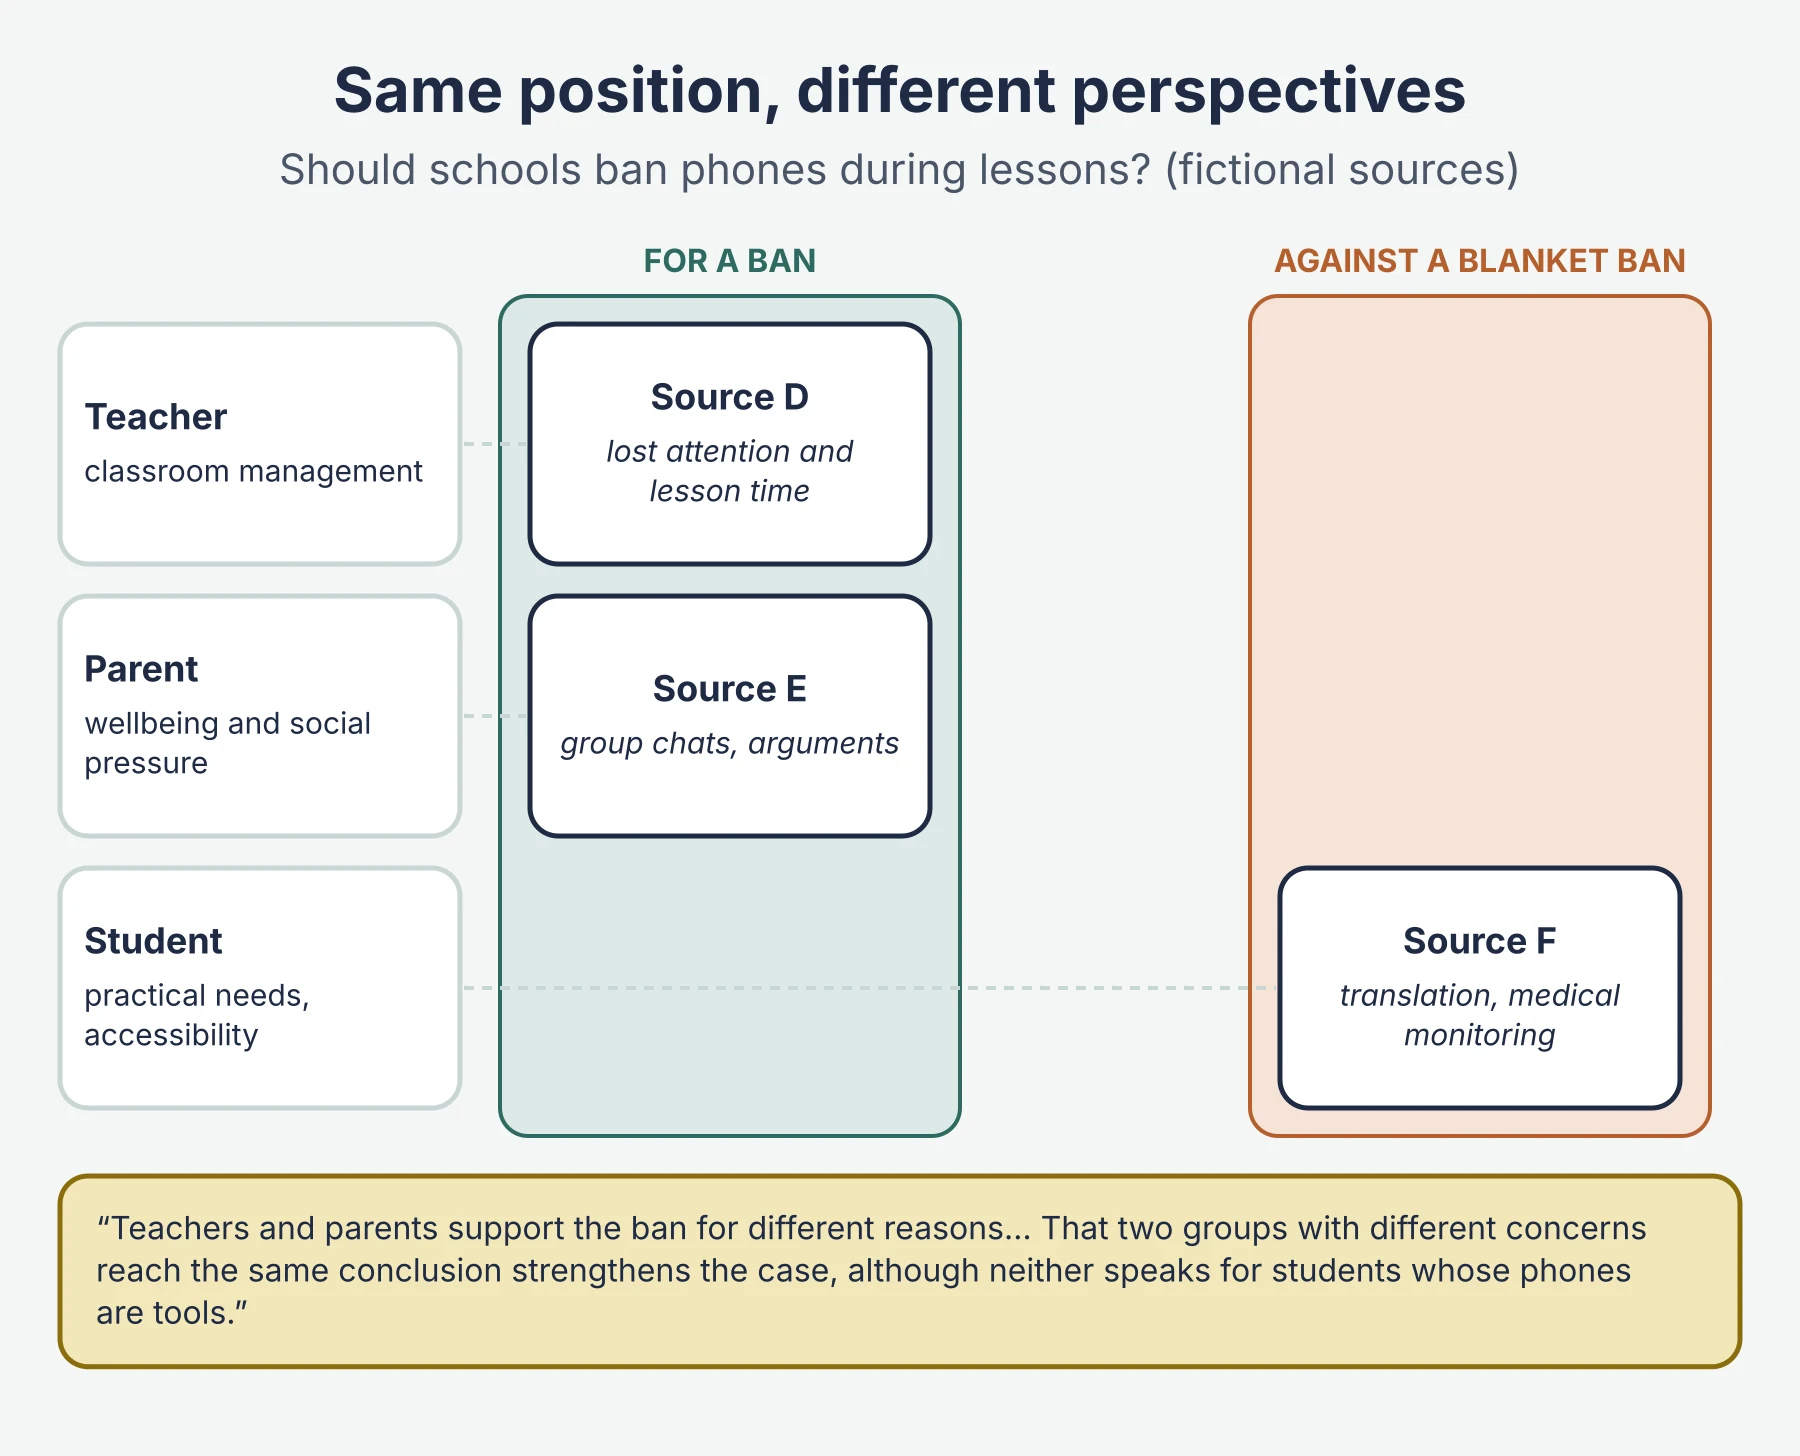 Same position, different perspectives
Should schools ban phones during lessons? (fictional sources)
FOR A BAN
AGAINST A BLANKET BAN
Teacher
classroom management
Source D
lost attention and
lesson time
Parent
wellbeing and social
pressure
Source E
group chats, arguments
Student
practical needs,
accessibility
Source F
translation, medical
monitoring
“Teachers and parents support the ban for different reasons... That two groups with different concerns
reach the same conclusion strengthens the case, although neither speaks for students whose phones
are tools.”